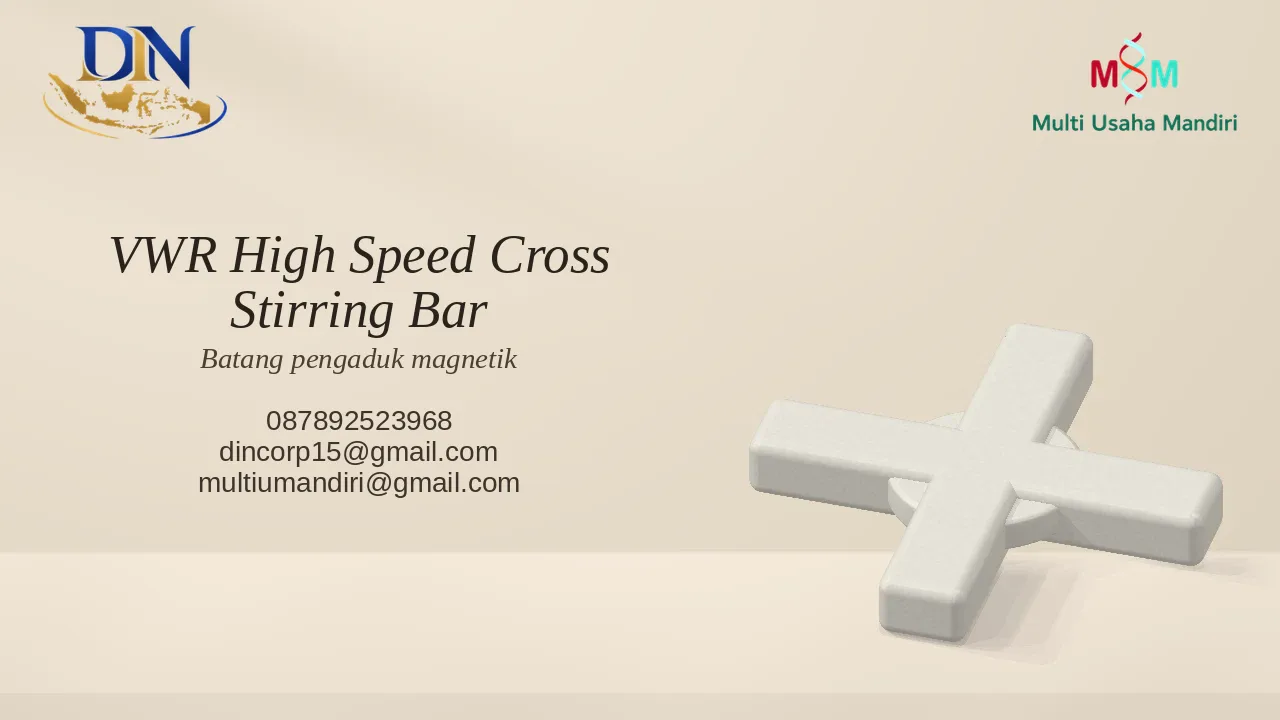 DIN
M M
Multi Usaha Mandiri
VWR High Speed Cross
Stirring Bar
Batang pengaduk magnetik
087892523968
dincorp15@gmail.com
multiumandiri@gmail.com